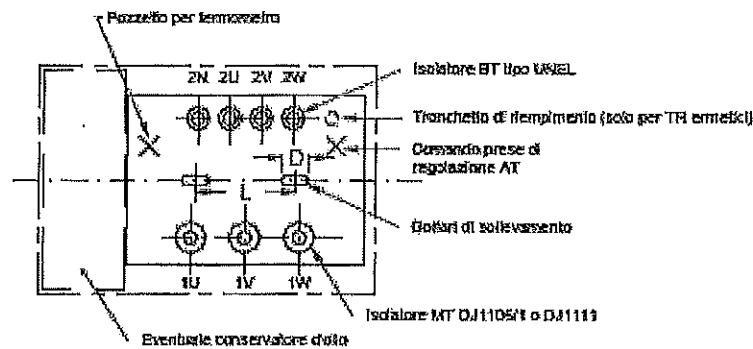 Pozzetto per termometro
2N 2U 2V 2W
Isolatore BT tipo UNEL
Tronchetto di riempimento (solo per TR ermetici)
D
Comando prese di
regolazione AT
L
Golfari di sollevamento
1U 1V 1W
Isolatore MT DJ1105/1 o DJ1111
Eventuale conservatore d'olio